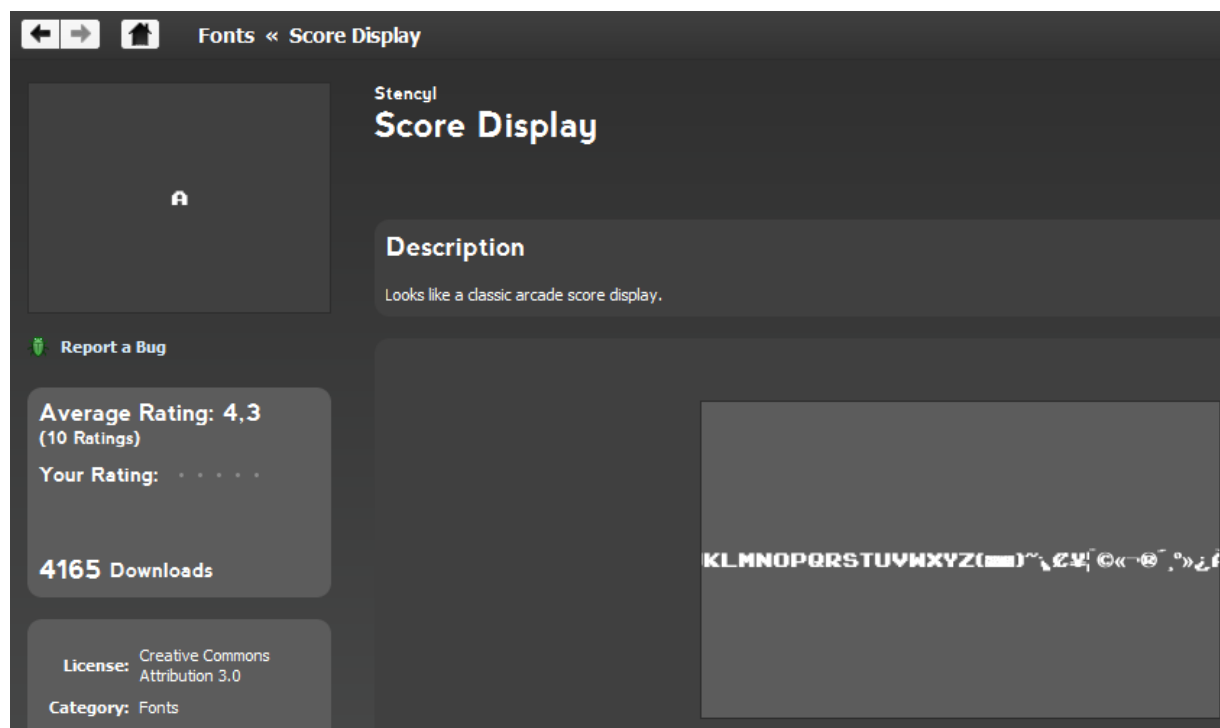 Fonts « Score Display
Stencyl
Score Display
A
Description
Looks like a classic arcade score display.
Report a Bug
Average Rating: 4,3
(10 Ratings)
Your Rating:
4165 Downloads
KLMNOPQRSTUVWXYZ
License: Creative Commons
Attribution 3.0
Category: Fonts